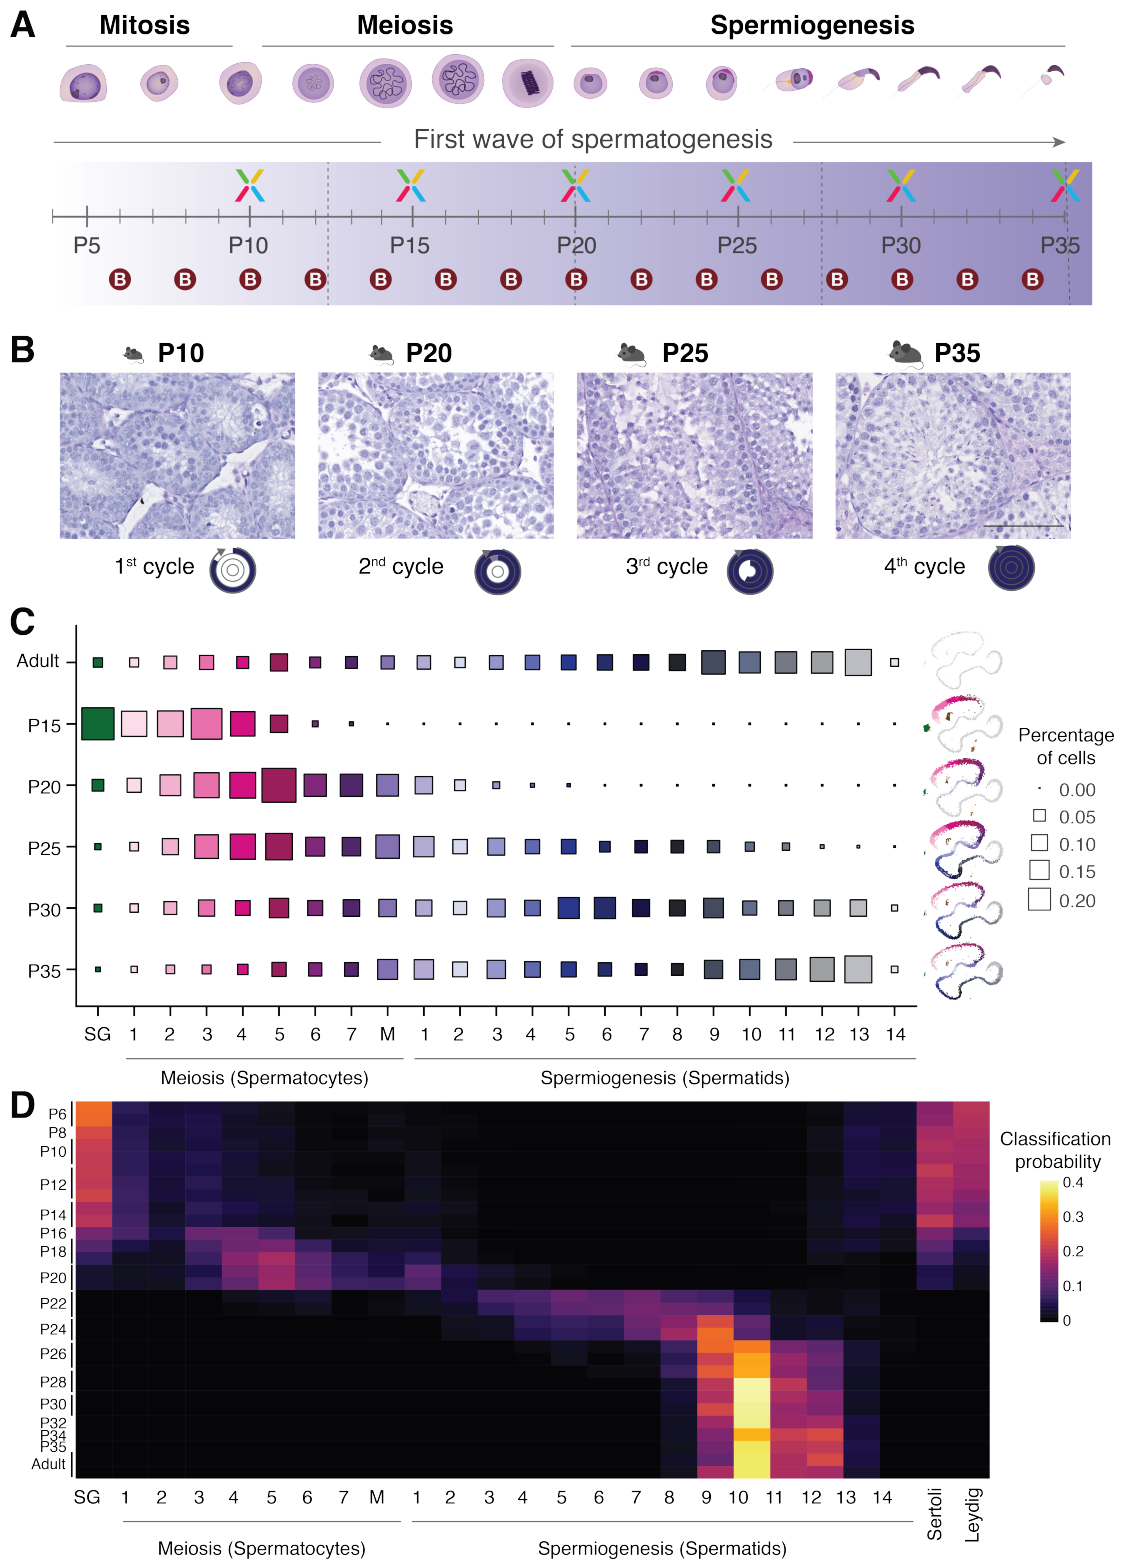 A
Mitosis Meiosis Spermiogenesis
First wave of spermatogenesis
P5 P10 P15 P20 P25 P30 P35
B B B B B B B B B B B B B B B
B
P10 P20 P25 P35
1st cycle 2nd cycle 3rd cycle 4th cycle
C
Adult
P15
P20
P25
P30
P35
SG 1 2 3 4 5 6 7 M 1 2 3 4 5 6 7 8 9 10 11 12 13 14
Meiosis (Spermatocytes) Spermiogenesis (Spermatids)
Percentage
of cells
0.00
0.05
0.10
0.15
0.20
D
P6
P8
P10
P12
P14
P16
P18
P20
P22
P24
P26
P28
P30
P32
P34
P35
Adult
SG 1 2 3 4 5 6 7 M 1 2 3 4 5 6 7 8 9 10 11 12 13 14 Sertoli Leydig
Meiosis (Spermatocytes) Spermiogenesis (Spermatids)
Classification
probability
0.4
0.3
0.2
0.1
0